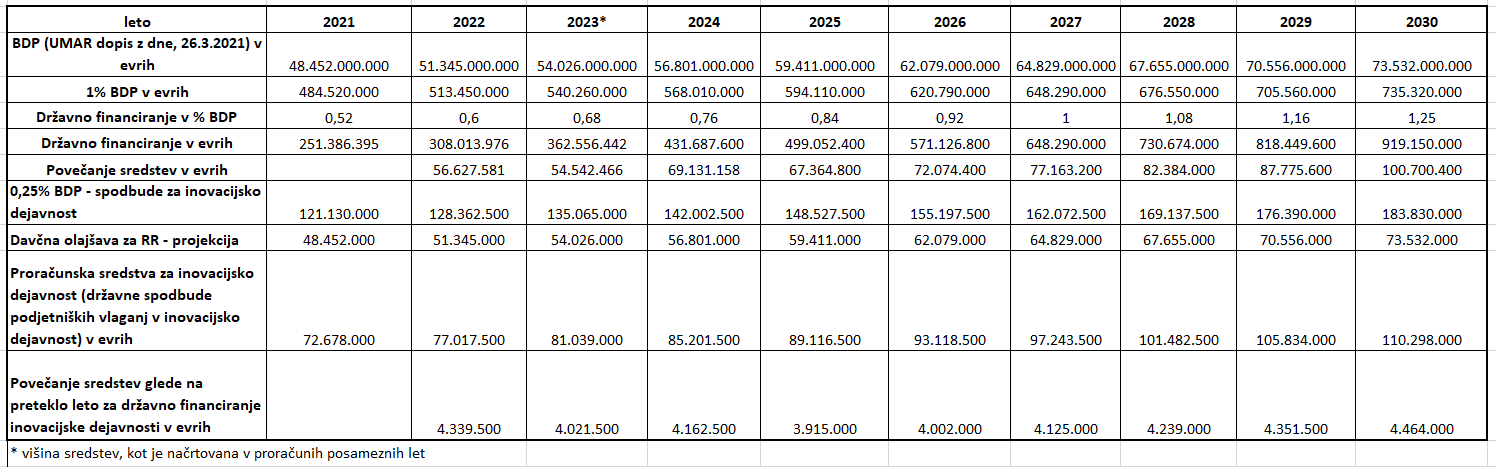 leto 2021 2022 2023* 2024 2025 2026 2027 2028 2029 2030
BDP (UMAR dopis z dne, 26.3.2021) v
evrih 48.452.000.000 51.345.000.000 54.026.000.000 56.801.000.000 59.411.000.000 62.079.000.000 64.829.000.000 67.655.000.000 70.556.000.000 73.532.000.000
1% BDP v evrih 484.520.000 513.450.000 540.260.000 568.010.000 594.110.000 620.790.000 648.290.000 676.550.000 705.560.000 735.320.000
Državno financiranje v % BDP 0,52 0,6 0,68 0,76 0,84 0,92 1 1,08 1,16 1,25
Državno financiranje v evrih 251.386.395 308.013.976 362.556.442 431.687.600 499.052.400 571.126.800 648.290.000 730.674.000 818.449.600 919.150.000
Povečanje sredstev v evrih 56.627.581 54.542.466 69.131.158 67.364.800 72.074.400 77.163.200 82.384.000 87.775.600 100.700.400
0,25% BDP - spodbude za inovacijsko
dejavnost 121.130.000 128.362.500 135.065.000 142.002.500 148.527.500 155.197.500 162.072.500 169.137.500 176.390.000 183.830.000
Davčna olajšava za RR - projekcija 48.452.000 51.345.000 54.026.000 56.801.000 59.411.000 62.079.000 64.829.000 67.655.000 70.556.000 73.532.000
Proračunska sredstva za inovacijsko
dejavnost (državne spodbude
podjetniških vlaganj v inovacijsko
dejavnost) v evrih 72.678.000 77.017.500 81.039.000 85.201.500 89.116.500 93.118.500 97.243.500 101.482.500 105.834.000 110.298.000
Povečanje sredstev glede na
preteklo leto za državno financiranje
inovacijske dejavnosti v evrih 4.339.500 4.021.500 4.162.500 3.915.000 4.002.000 4.125.000 4.239.000 4.351.500 4.464.000
* višina sredstev, kot je načrtovana v proračunih posameznih let